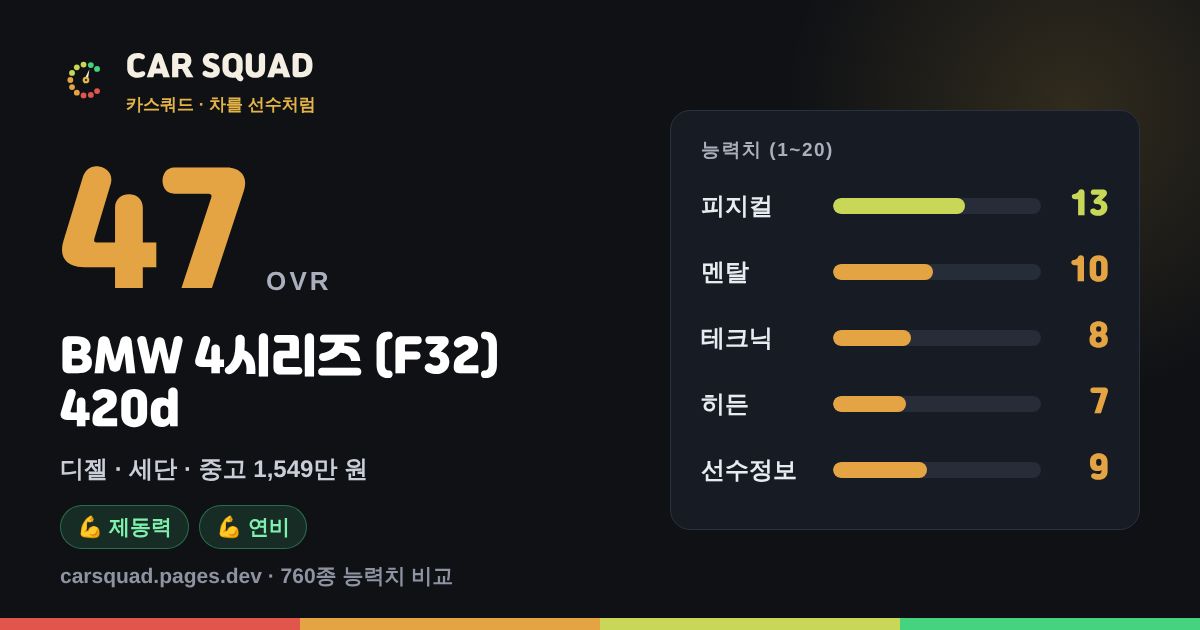 CAR SQUAD
카스쿼드 · 차를 선수처럼
47 OVR
BMW 4시리즈 (F32)
420d
디젤 · 세단 · 중고 1,549만 원
💪 제동력 💪 연비
carsquad.pages.dev · 760종 능력치 비교
능력치 (1~20)
피지컬 13
멘탈 10
테크닉 8
히든 7
선수정보 9